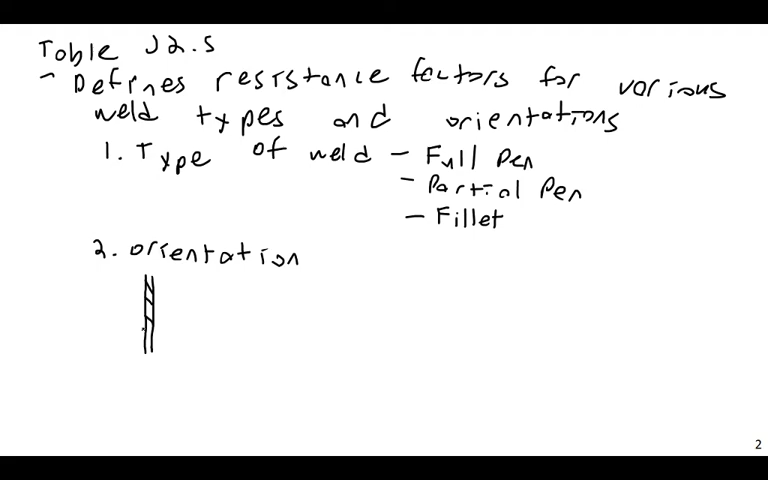 Table J2.5
- Defines resistance factors for various
weld types and orientations
1. Type of weld - Full Pen
- Partial Pen
- Fillet
2. orientation
2